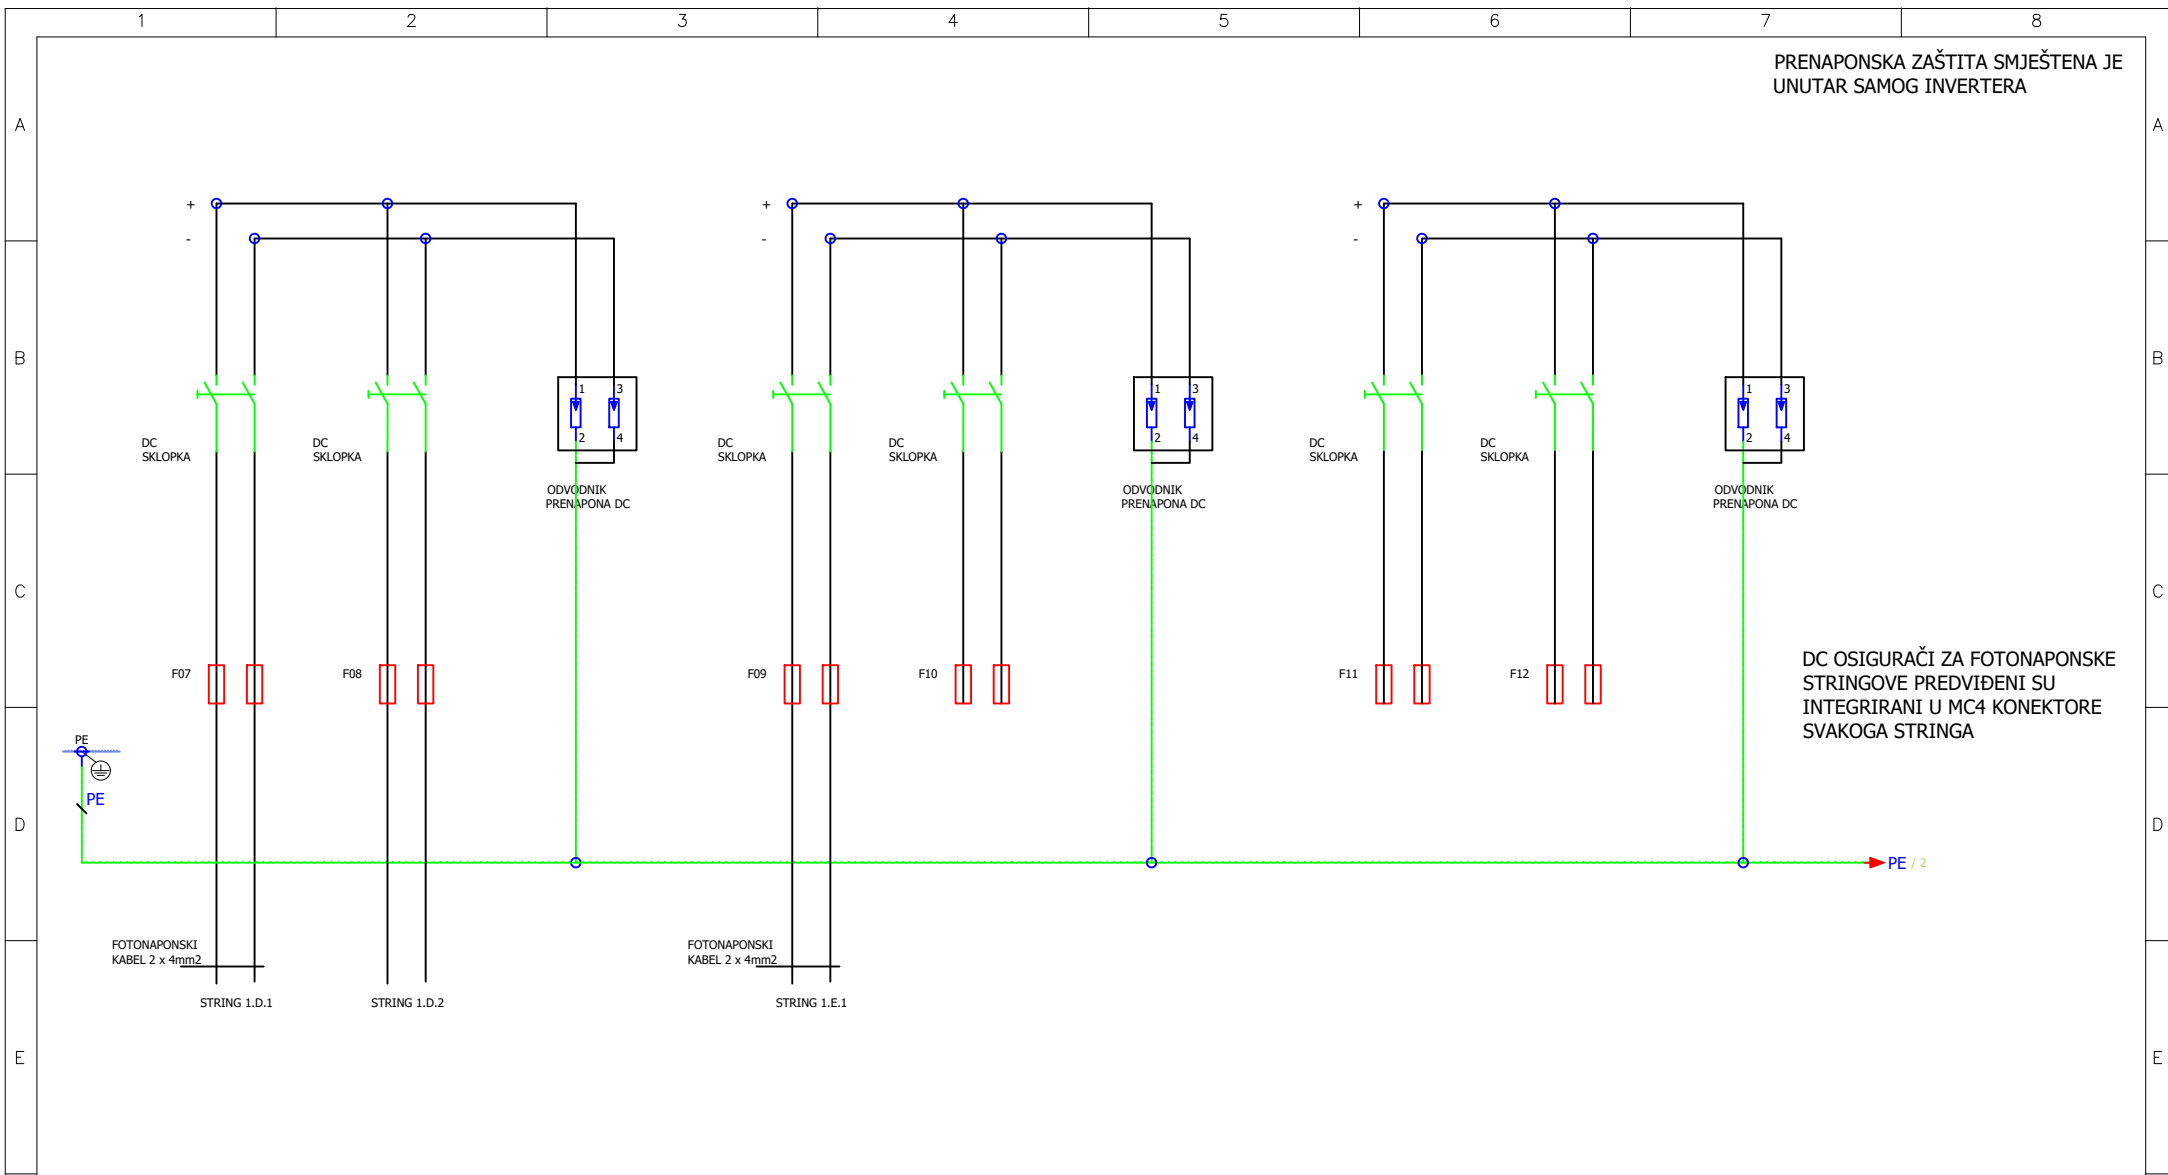 1 2 3 4 5 6 7 8
PRENAPONSKA ZAŠTITA SMJEŠTENA JE
UNUTAR SAMOG INVERTERA
A A
+ + +
- - -
B B
1 3 1 3 1 3
2 4 2 4 2 4
DC DC DC DC DC DC
SKLOPKA SKLOPKA SKLOPKA SKLOPKA SKLOPKA SKLOPKA
ODVODNIK ODVODNIK ODVODNIK
PRENAPONA DC PRENAPONA DC PRENAPONA DC
C C
F07 F08 F09 F10 F11 F12
DC OSIGURAČI ZA FOTONAPONSKE
STRINGOVE PREDVIĐENI SU
INTEGRIRANI U MC4 KONEKTORE
SVAKOGA STRINGA
PE
PE
D D
PE / 2
FOTONAPONSKI FOTONAPONSKI
KABEL 2 x 4mm2 KABEL 2 x 4mm2
STRING 1.D.1 STRING 1.D.2 STRING 1.E.1
E E